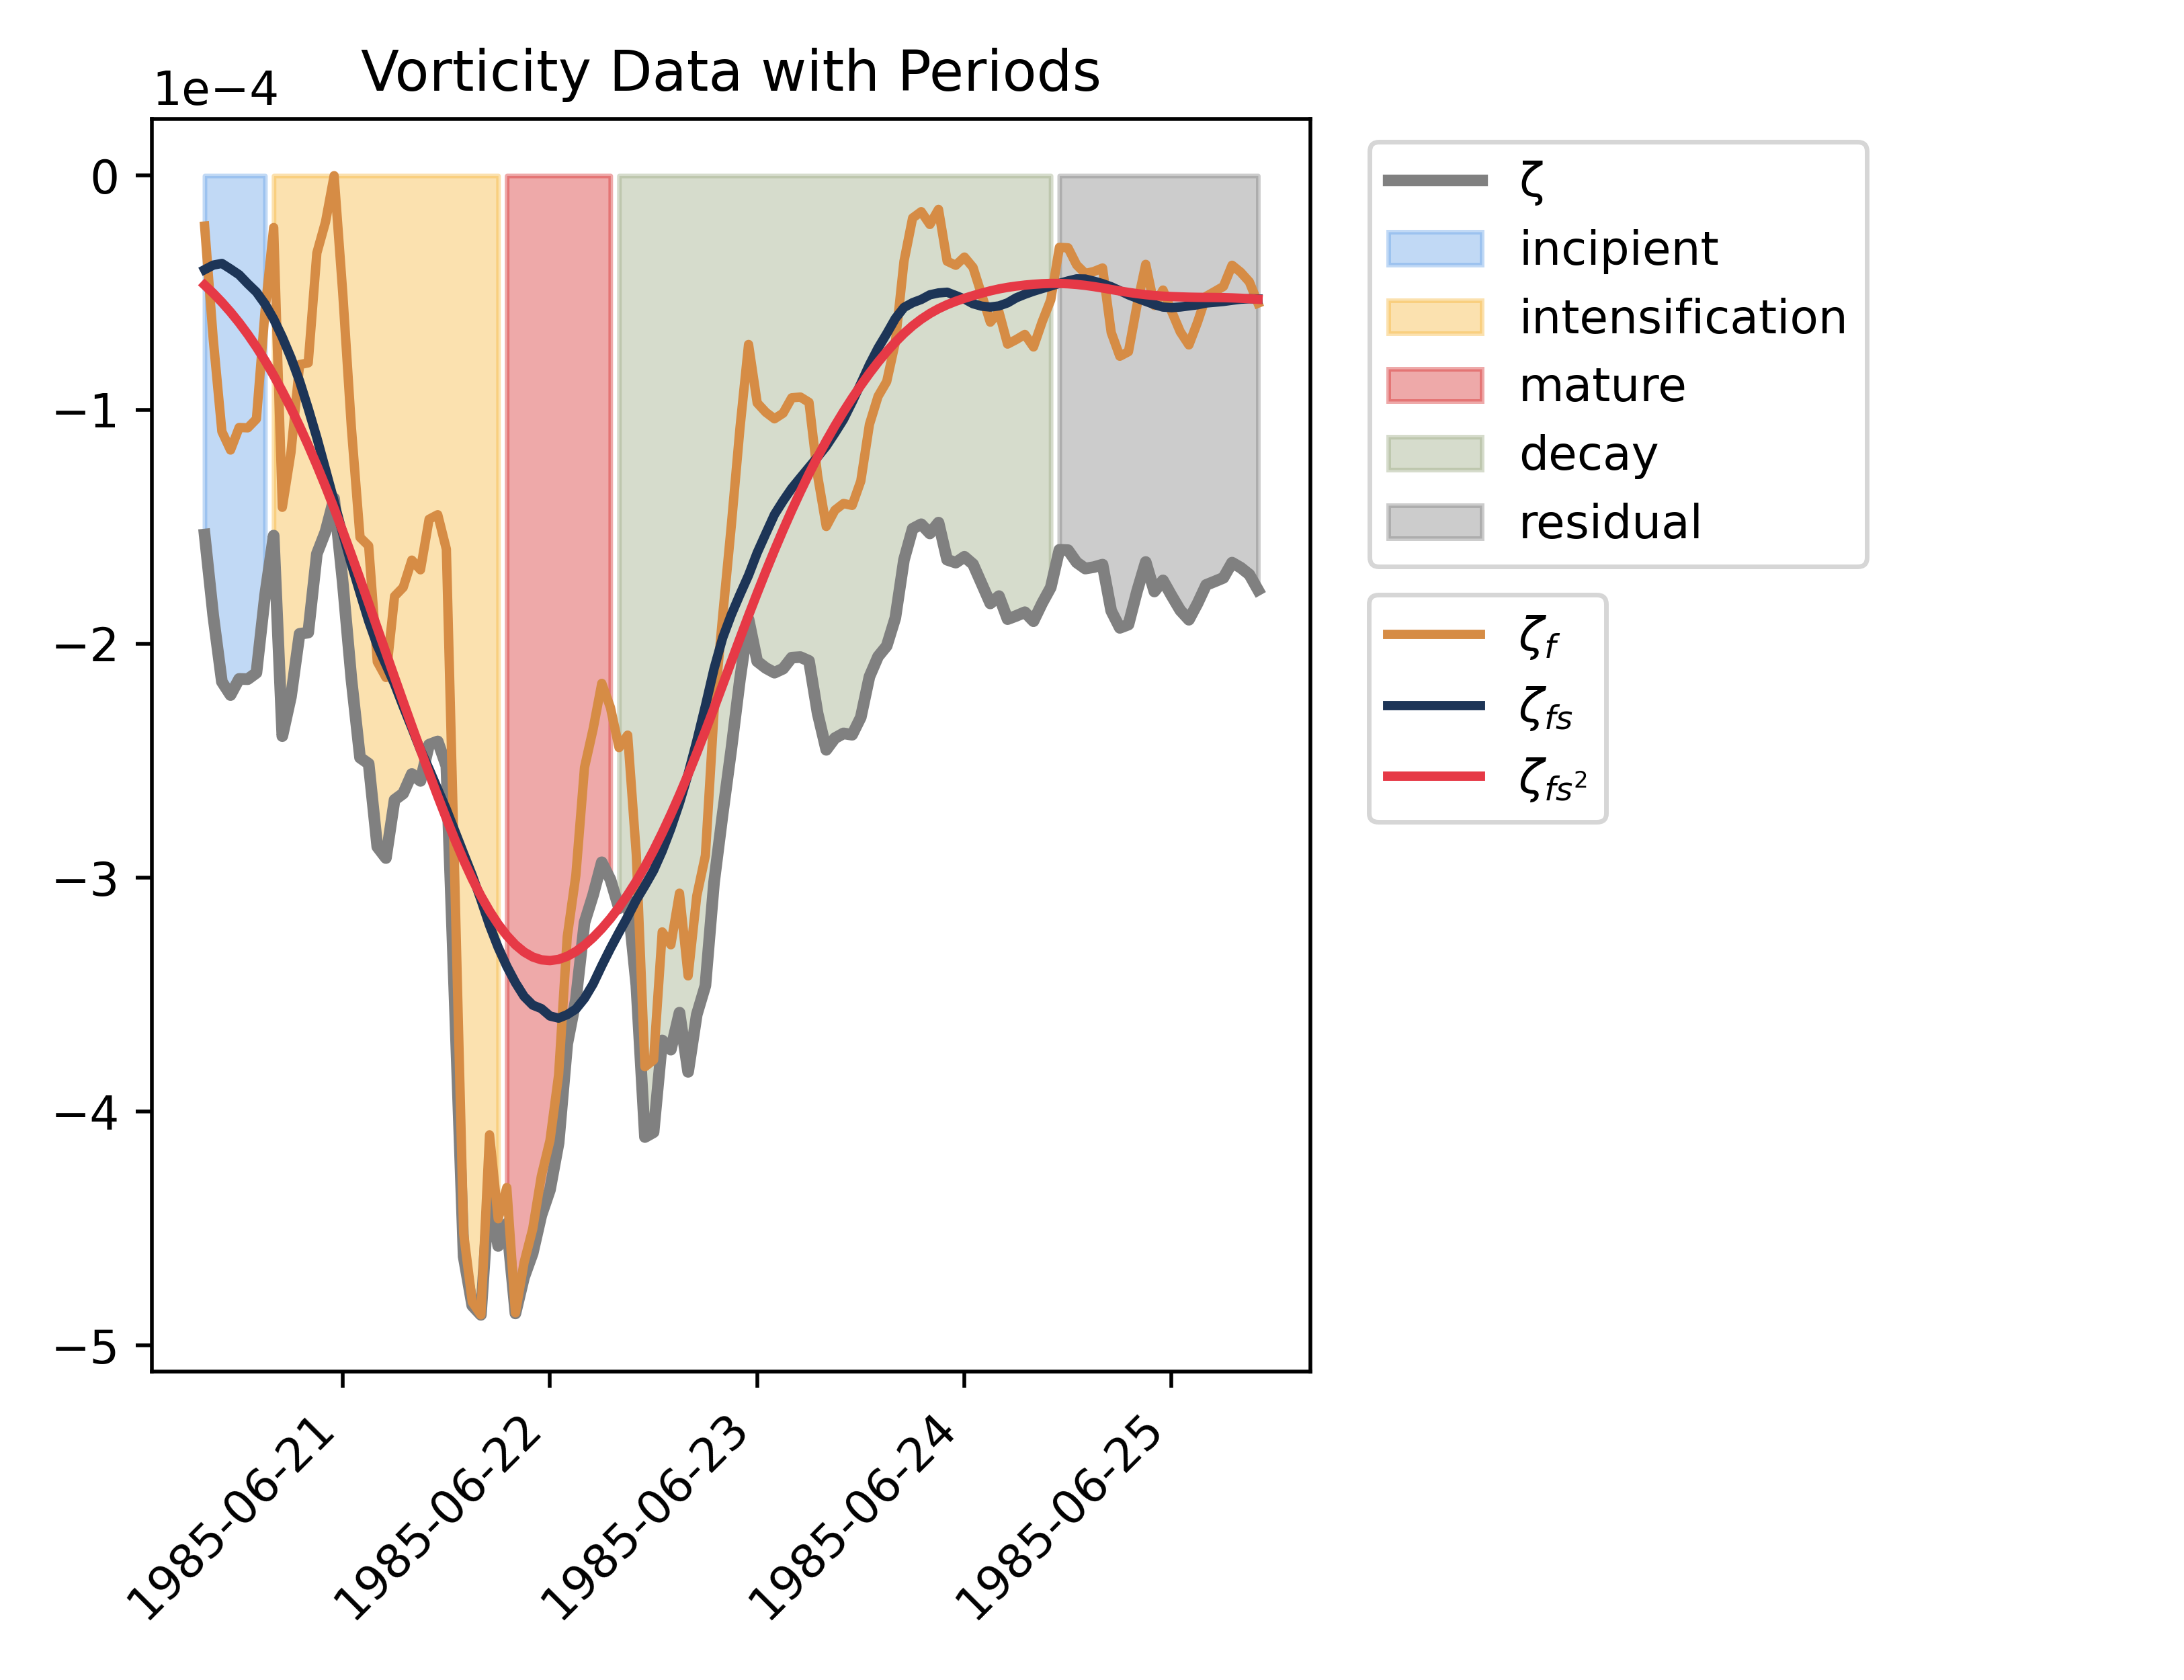 Vorticity Data with Periods
1e−4
0
−1
−2
−3
−4
−5
1985-06-21
1985-06-22
1985-06-23
1985-06-24
1985-06-25
ζ
incipient
intensification
mature
decay
residual
ζf
ζfs
ζfs²